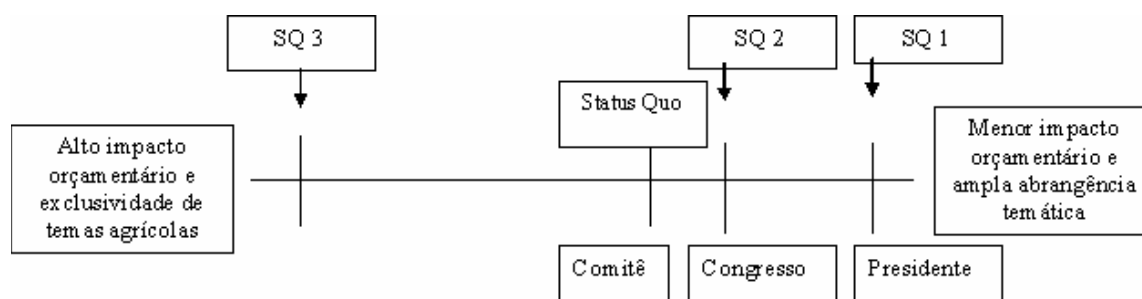 SQ 3
SQ 2
SQ 1
Status Quo
Alto impacto
orçamentário e
exclusividade de
temas agrícolas
Menor impacto
orçamentário e
ampla abrangência
temática
Comitê
Congresso
Presidente